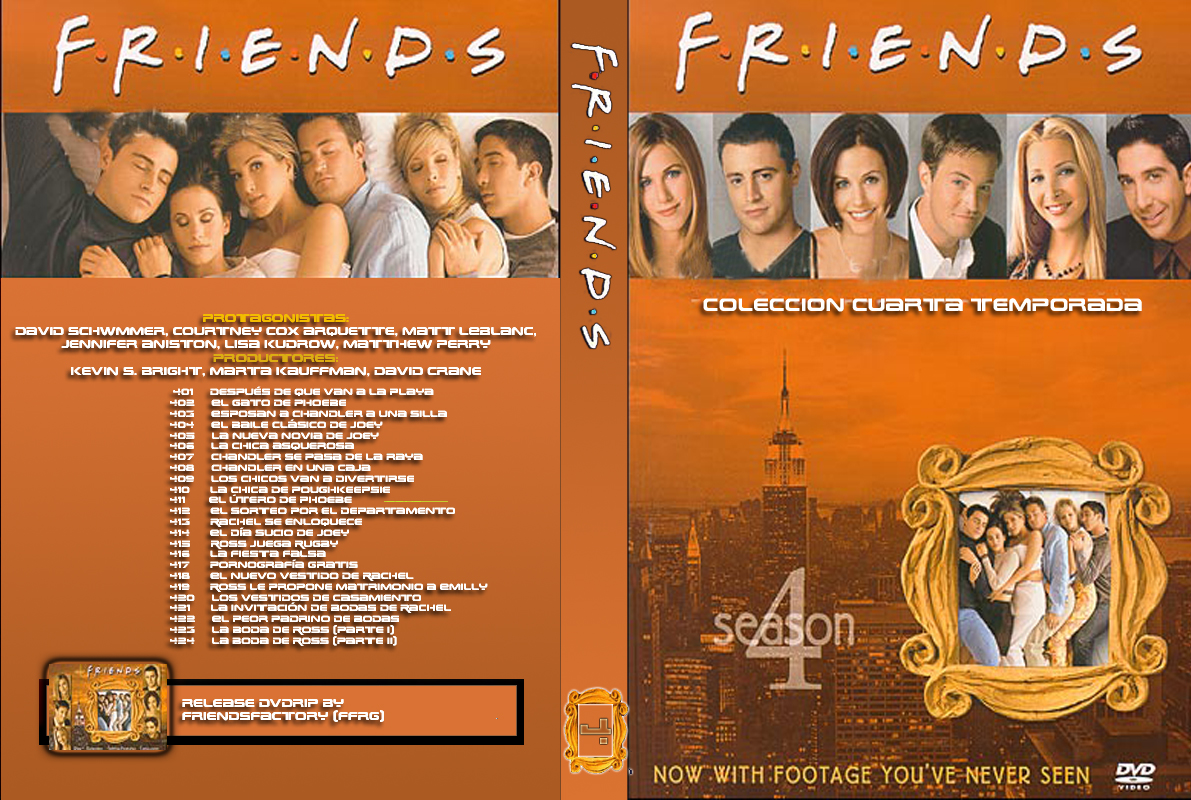 F·R·I·E·N·D·S
PROTAGONISTAS:
DAVID SCHWMMER, COURTNEY COX ARQUETTE, MATT LEBLANC,
JENNIFER ANISTON, LISA KUDROW, MATTHEW PERRY
PRODUCTORES:
KEVIN S. BRIGHT, MARTA KAUFFMAN, DAVID CRANE
401 DESPUÉS DE QUE VAN A LA PLAYA
402 EL GATO DE PHOEBE
403 ESPOSAN A CHANDLER A UNA SILLA
404 EL BAILE CLÁSICO DE JOEY
405 LA NUEVA NOVIA DE JOEY
406 LA CHICA ASQUEROSA
407 CHANDLER SE PASA DE LA RAYA
408 CHANDLER EN UNA CAJA
409 LOS CHICOS VAN A DIVERTIRSE
410 LA CHICA DE POUGHKEEPSIE
411 EL ÚTERO DE PHOEBE
412 EL SORTEO POR EL DEPARTAMENTO
413 RACHEL SE ENLOQUECE
414 EL DÍA SUCIO DE JOEY
415 ROSS JUEGA RUGBY
416 LA FIESTA FALSA
417 PORNOGRAFÍA GRATIS
418 EL NUEVO VESTIDO DE RACHEL
419 ROSS LE PROPONE MATRIMONIO A EMILLY
420 LOS VESTIDOS DE CASAMIENTO
421 LA INVITACIÓN DE BODAS DE RACHEL
422 EL PEOR PADRINO DE BODAS
423 LA BODA DE ROSS (PARTE I)
424 LA BODA DE ROSS (PARTE II)
FRIENDS
RELEASE DVDRIP BY
FRIENDSFACTORY (FFRG)
F·R·I·E·N·D·S
4.
F·R·I·E·N·D·S
COLECCION CUARTA TEMPORADA
season 4
NOW WITH FOOTAGE YOU'VE NEVER SEEN
DVD
VIDEO